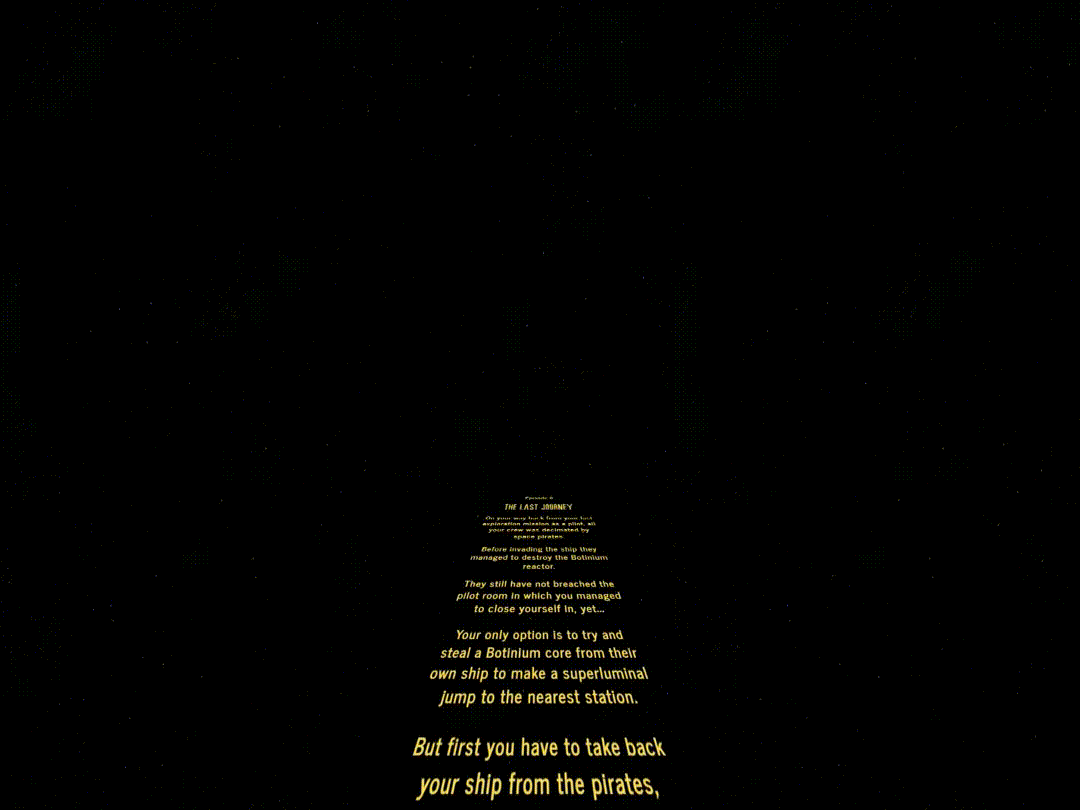 THE LAST JOURNEY
On your way back from your last
exploration mission as a pilot, all
your crew was decimated by
space pirates.
Before invading the ship they
managed to destroy the Botinium
reactor.
They still have not breached the
pilot room in which you managed
to close yourself in, yet...
Your only option is to try and
steal a Botinium core from their
own ship to make a superluminal
jump to the nearest station.
But first you have to take back
your ship from the pirates,